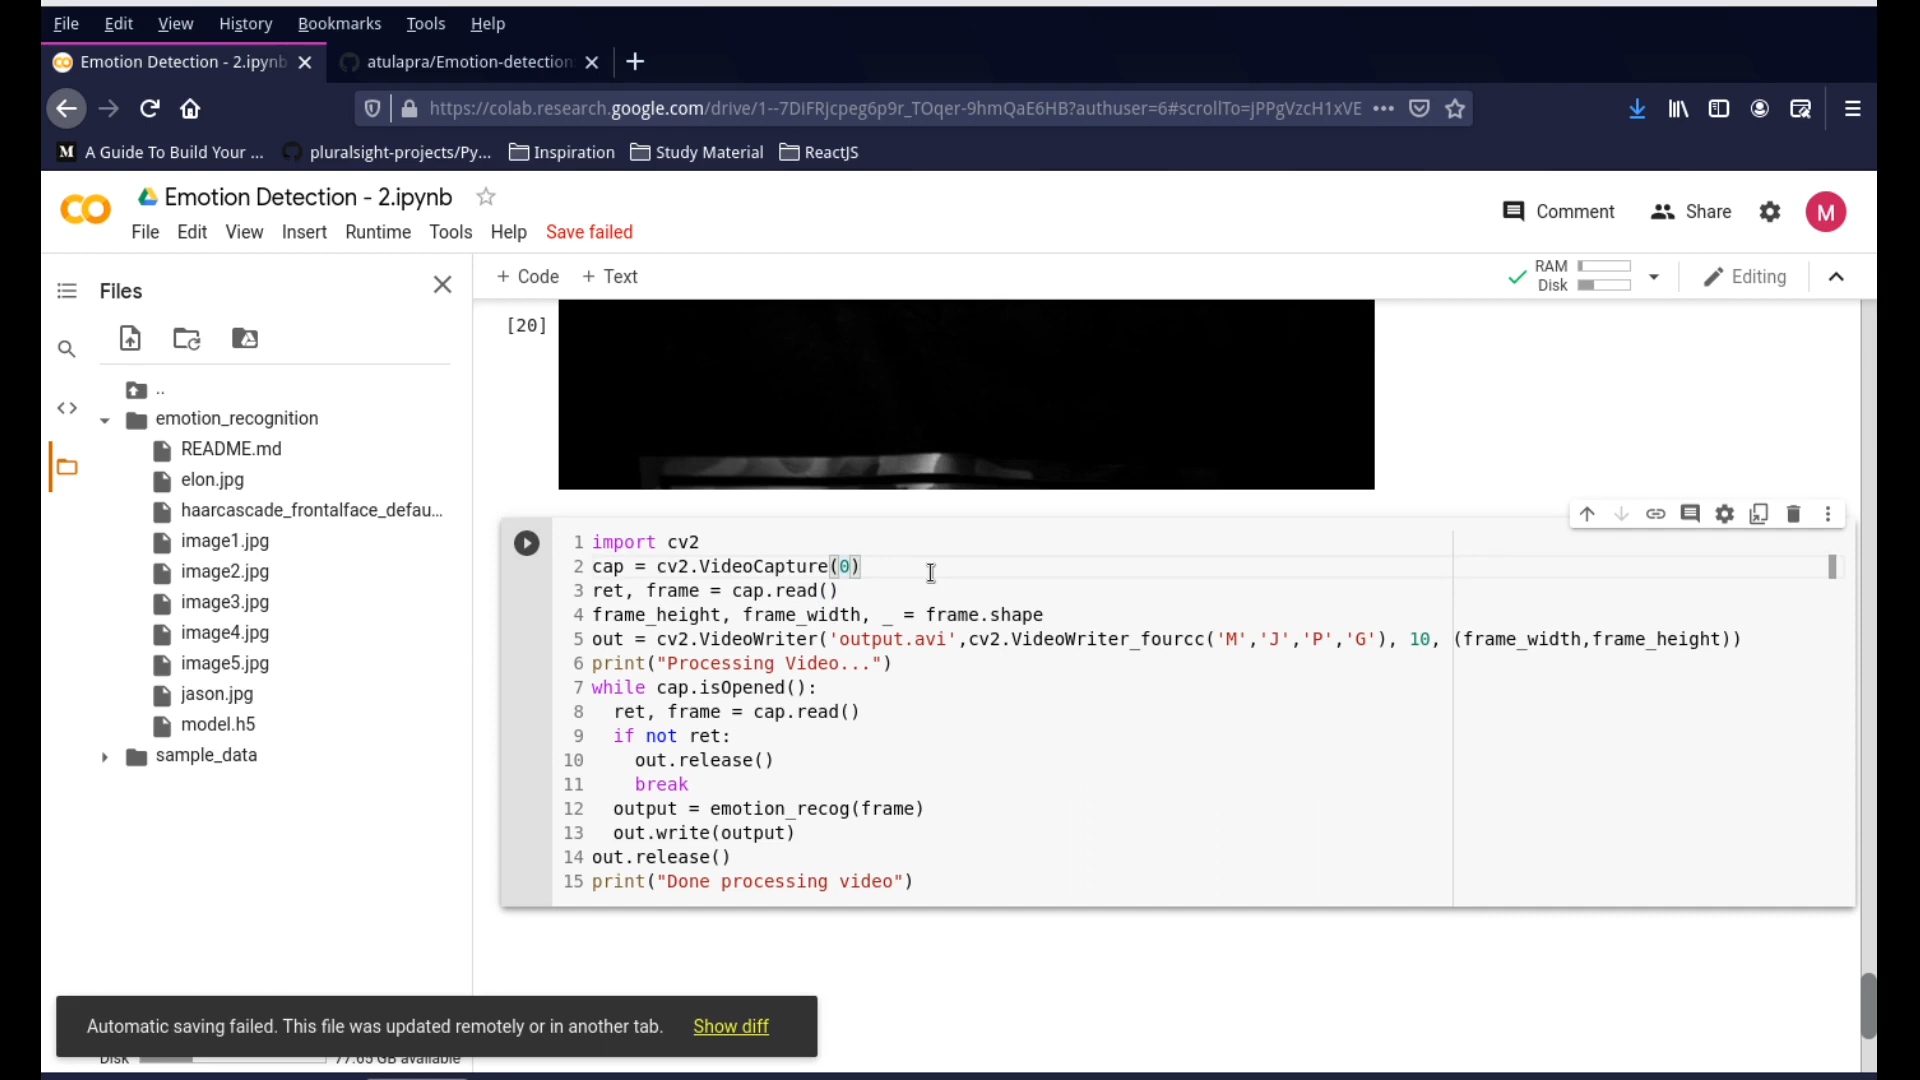 File Edit View History Bookmarks Tools Help
Emotion Detection - 2.ipynb atulapra/Emotion-detection
https://colab.research.google.com/drive/1--7DIFRjcpeg6p9r_TOqer-9hmQaE6HB?authuser=6#scrollTo=jPPgVzcH1xVE
M A Guide To Build Your ... pluralsight-projects/Py... Inspiration Study Material ReactJS
Emotion Detection - 2.ipynb
Comment Share M
File Edit View Insert Runtime Tools Help Save failed
Files
+ Code + Text
RAM
Disk
Editing
[20]
..
emotion_recognition
README.md
elon.jpg
haarcascade_frontalface_defau...
image1.jpg
image2.jpg
image3.jpg
image4.jpg
image5.jpg
jason.jpg
model.h5
sample_data
1 import cv2
2 cap = cv2.VideoCapture(0)
3 ret, frame = cap.read()
4 frame_height, frame_width, _ = frame.shape
5 out = cv2.VideoWriter('output.avi',cv2.VideoWriter_fourcc('M','J','P','G'), 10, (frame_width,frame_height))
6 print("Processing Video...")
7 while cap.isOpened():
8   ret, frame = cap.read()
9   if not ret:
10     out.release()
11     break
12   output = emotion_recog(frame)
13   out.write(output)
14 out.release()
15 print("Done processing video")
Automatic saving failed. This file was updated remotely or in another tab. Show diff
Disk 77.65 GB available